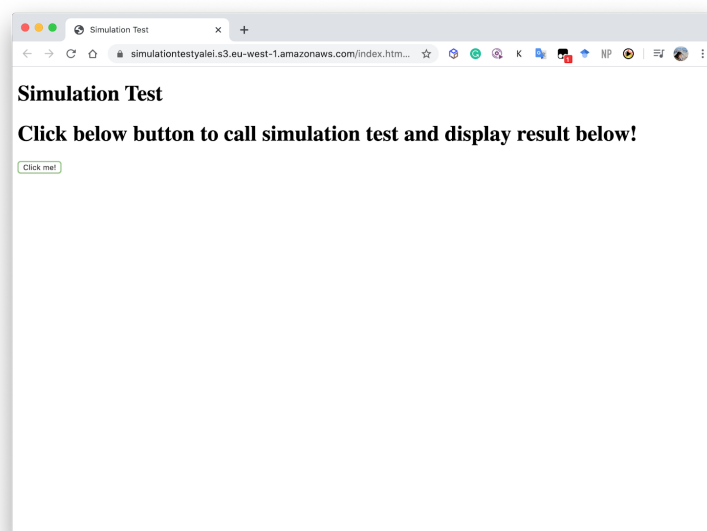 Simulation Test
simulationtestyalei.s3.eu-west-1.amazonaws.com/index.htm...
K
1
NP
Simulation Test
Click below button to call simulation test and display result below!
Click me!